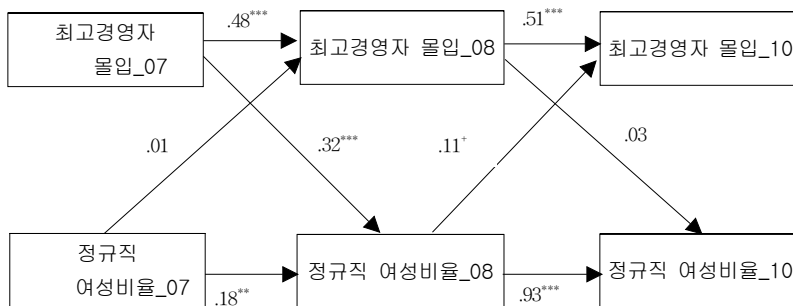 .48***
.51***
최고경영자
몰입_07
최고경영자 몰입_08
최고경영자 몰입_10
.01
.32***
.11+
.03
정규직
여성비율_07
정규직 여성비율_08
정규직 여성비율_10
.18**
.93***